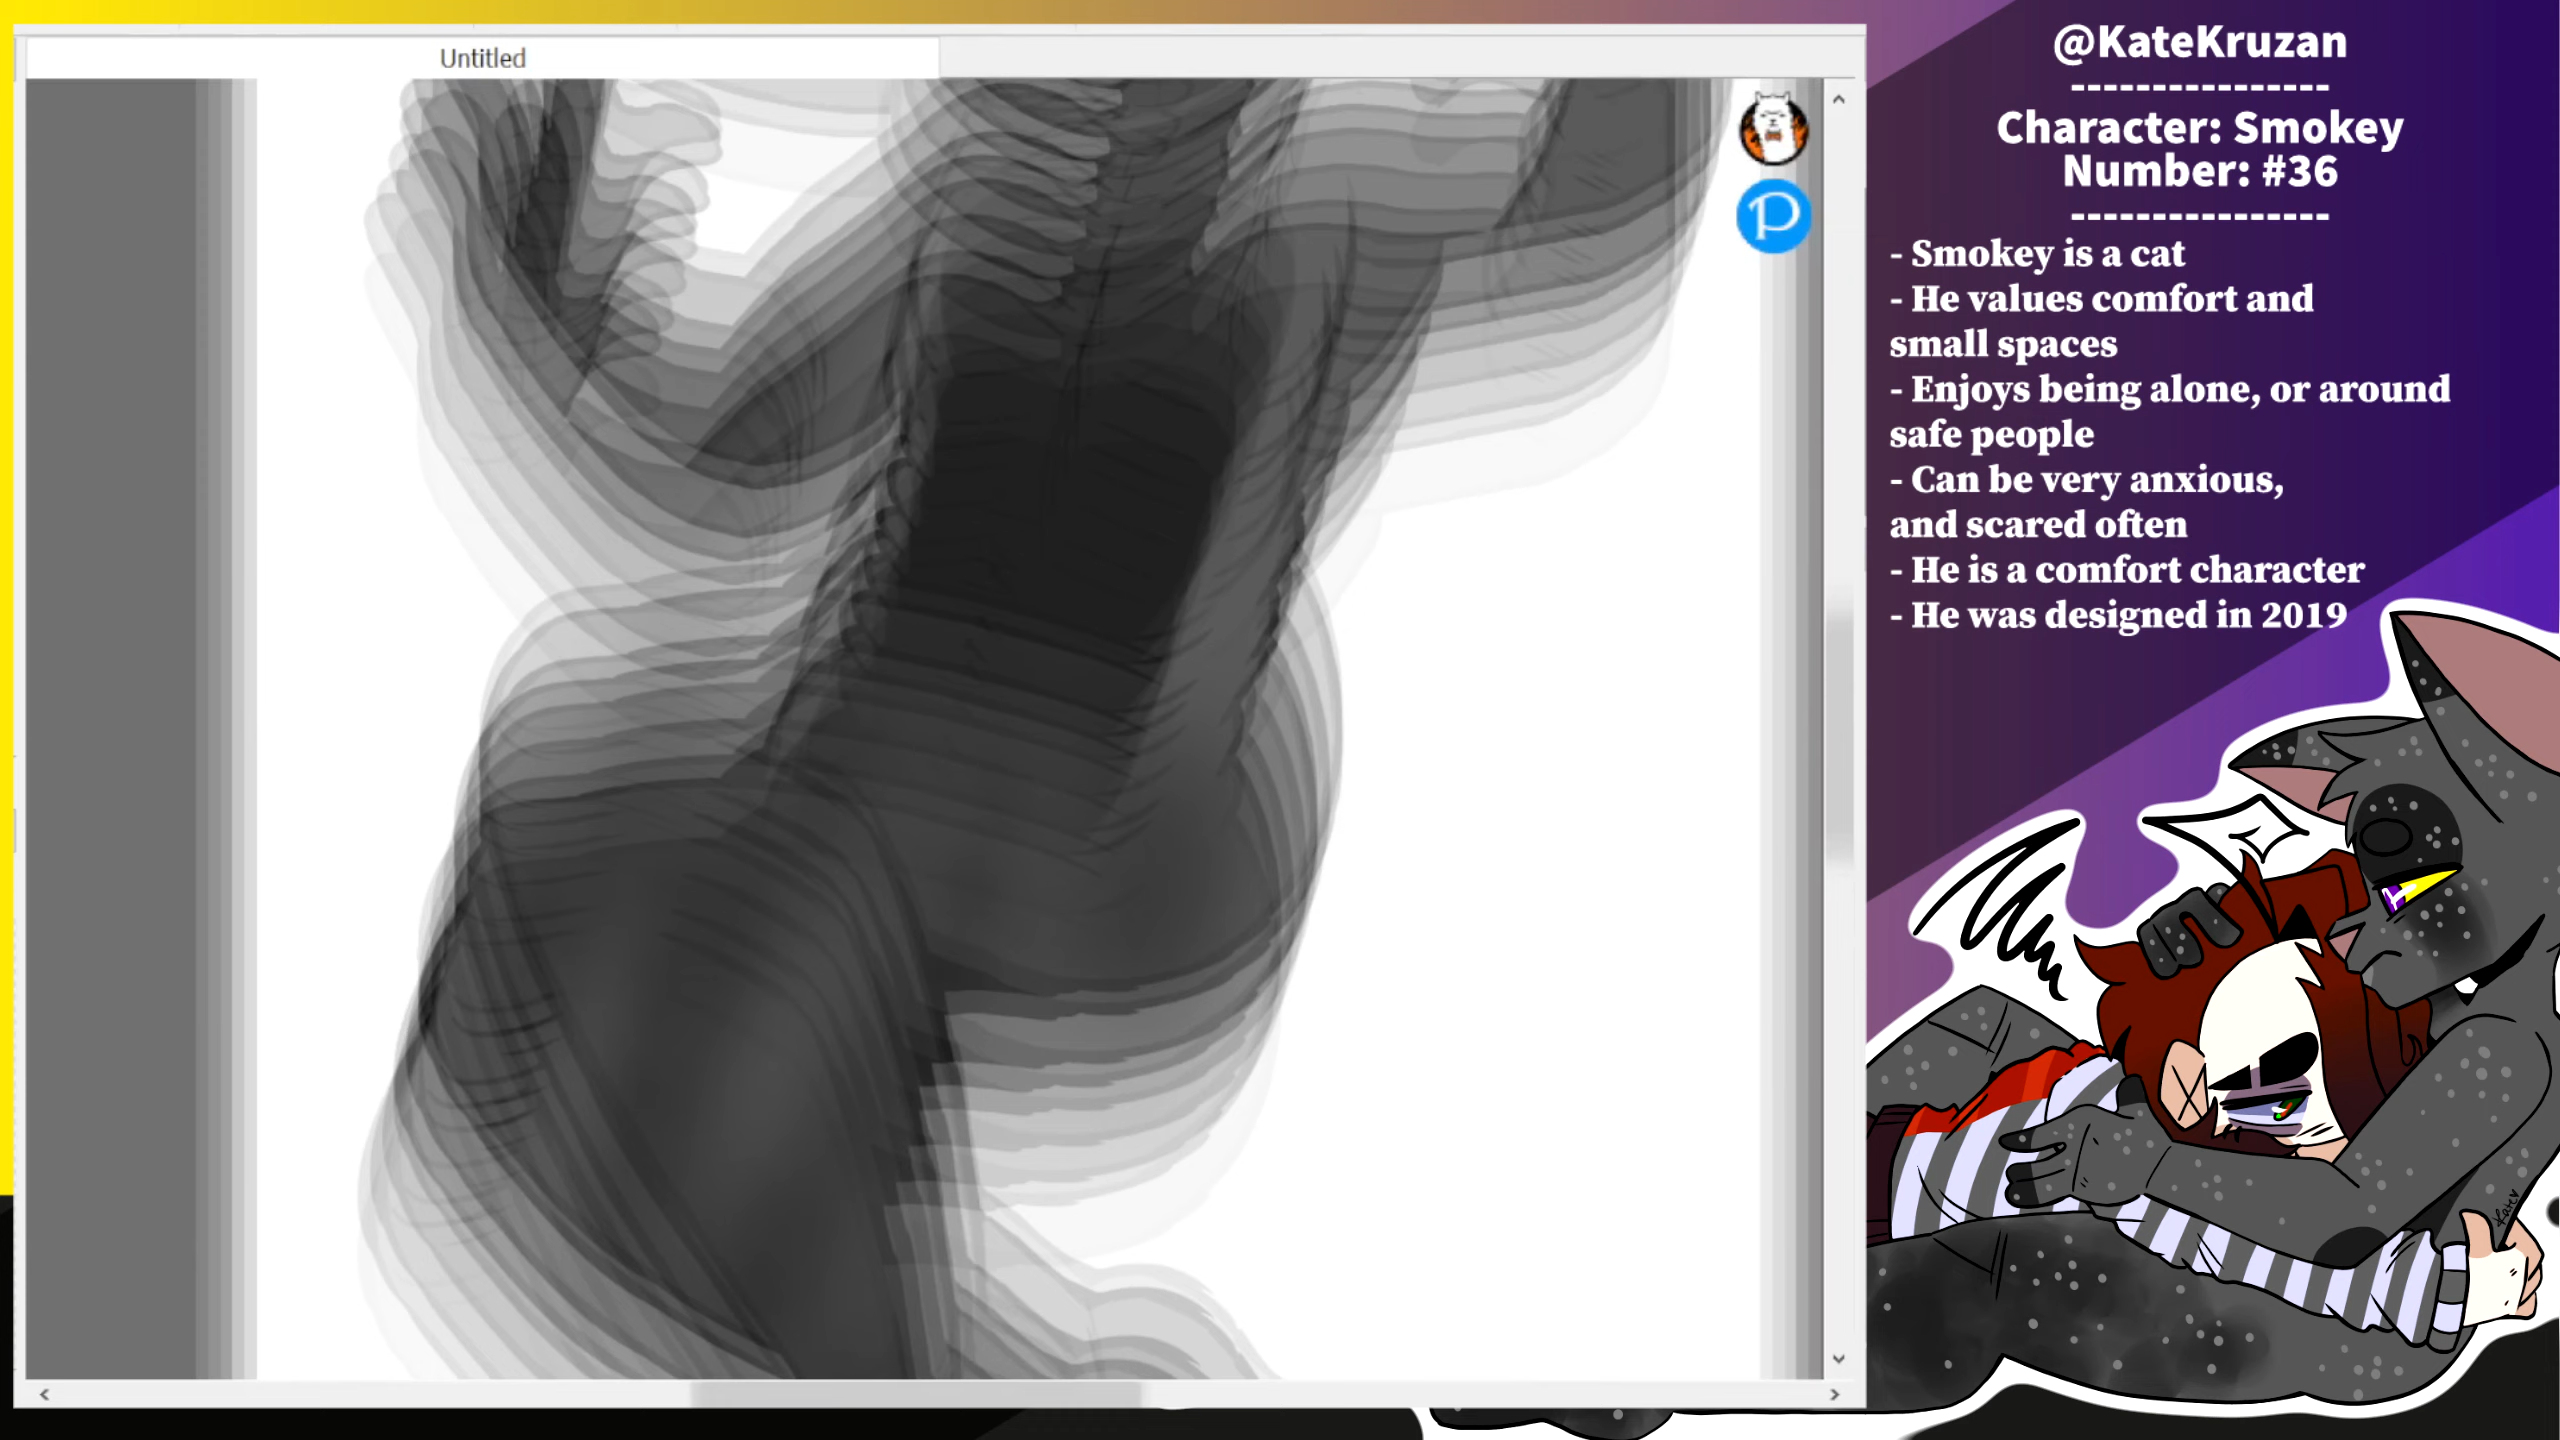 Untitled
@KateKruzan
----------------
Character: Smokey
Number: #36
----------------
- Smokey is a cat
- He values comfort and
small spaces
- Enjoys being alone, or around
safe people
- Can be very anxious,
and scared often
- He is a comfort character
- He was designed in 2019
P